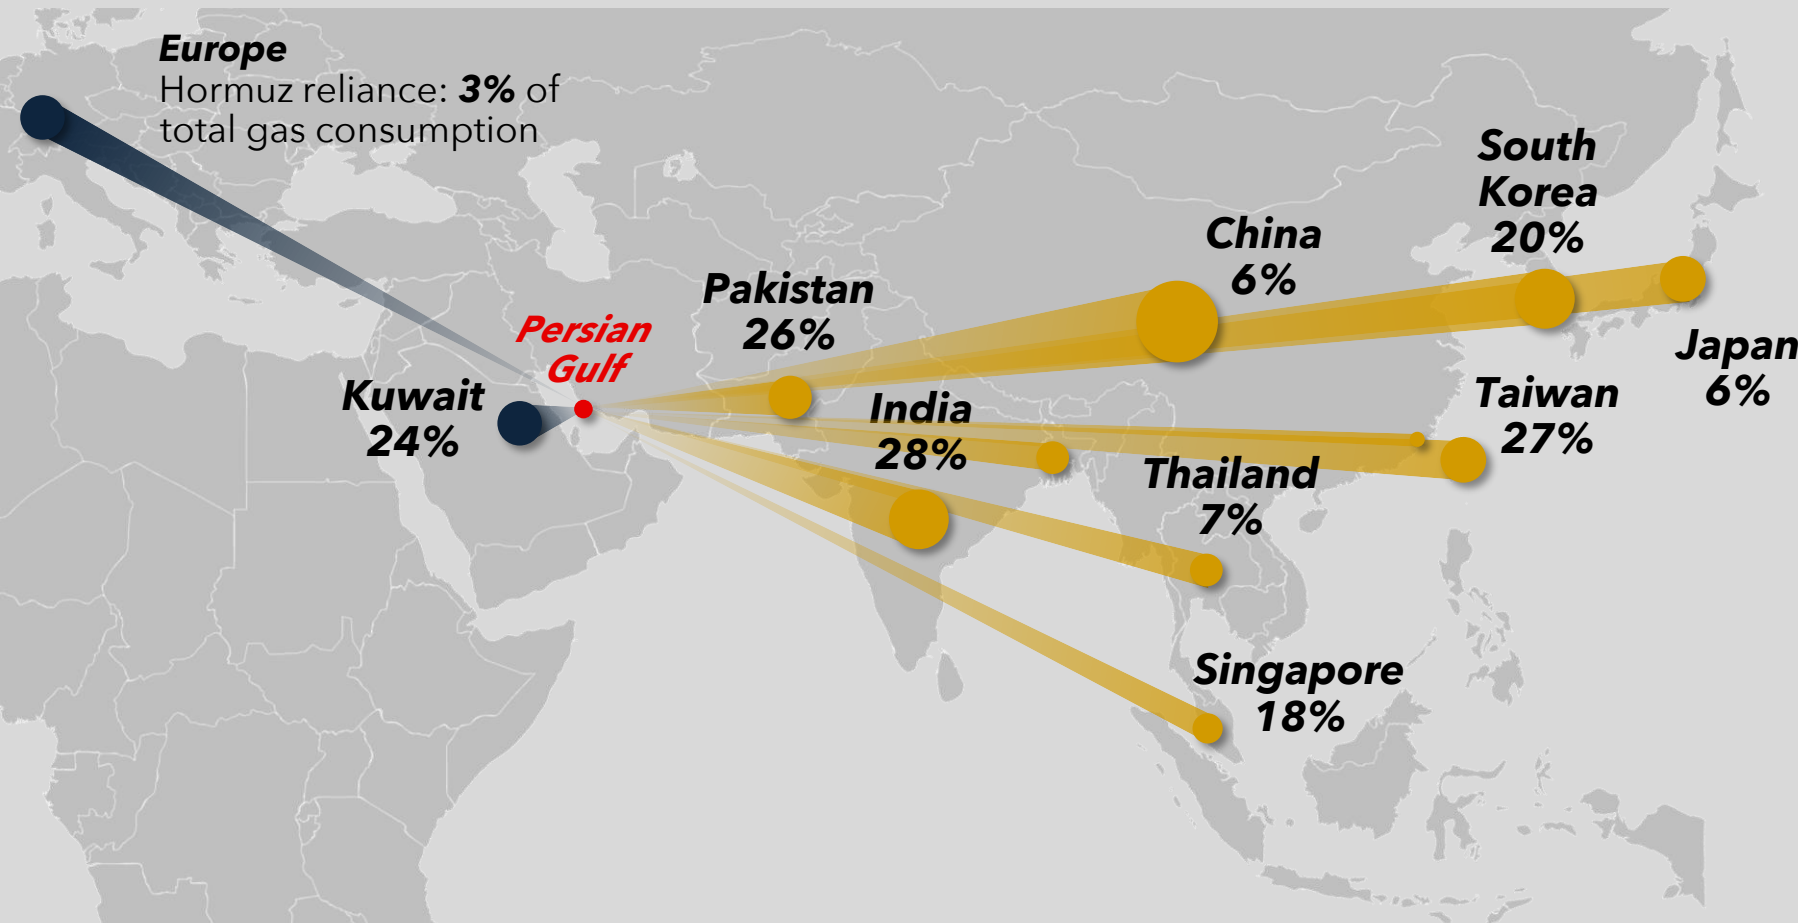 Europe
Hormuz reliance: 3% of
total gas consumption
South
Korea
20%
China
6%
Pakistan
26%
Persian
Gulf
Japan
6%
Kuwait
24%
India
28%
Taiwan
27%
Thailand
7%
Singapore
18%